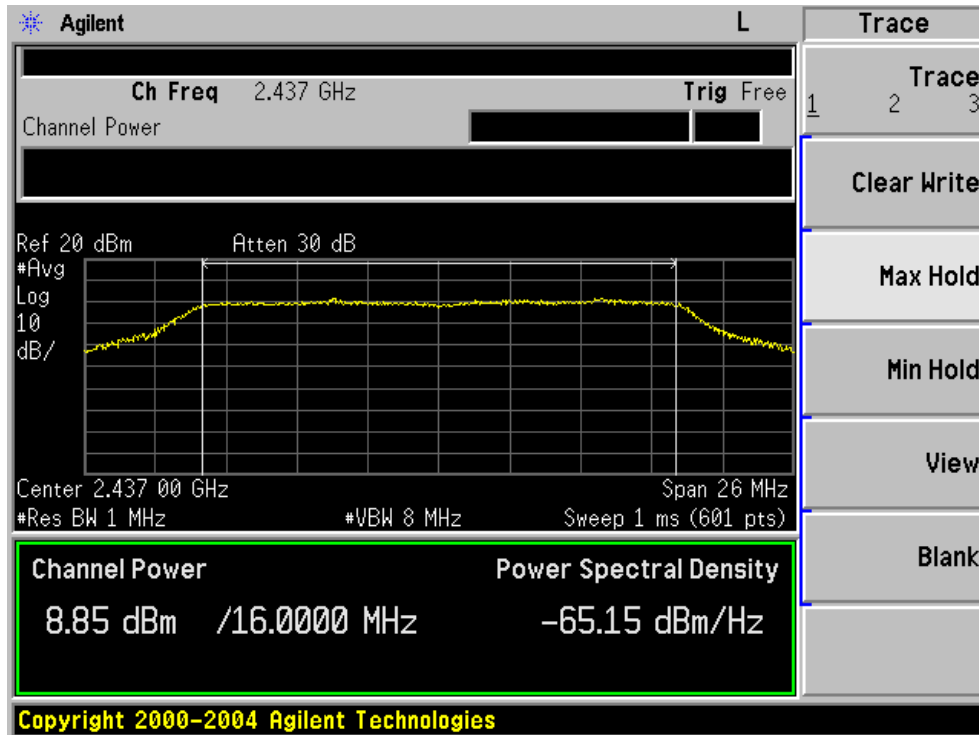 Agilent
L
Trace
Ch Freq 2.437 GHz
Trig Free
Channel Power
Trace
1 2 3
Clear Write
Max Hold
Min Hold
View
Blank
Ref 20 dBm
Atten 30 dB
#Avg
Log
10
dB/
Center 2.437 00 GHz
Span 26 MHz
#Res BW 1 MHz
#VBW 8 MHz
Sweep 1 ms (601 pts)
Channel Power
Power Spectral Density
8.85 dBm /16.0000 MHz
-65.15 dBm/Hz
Copyright 2000-2004 Agilent Technologies